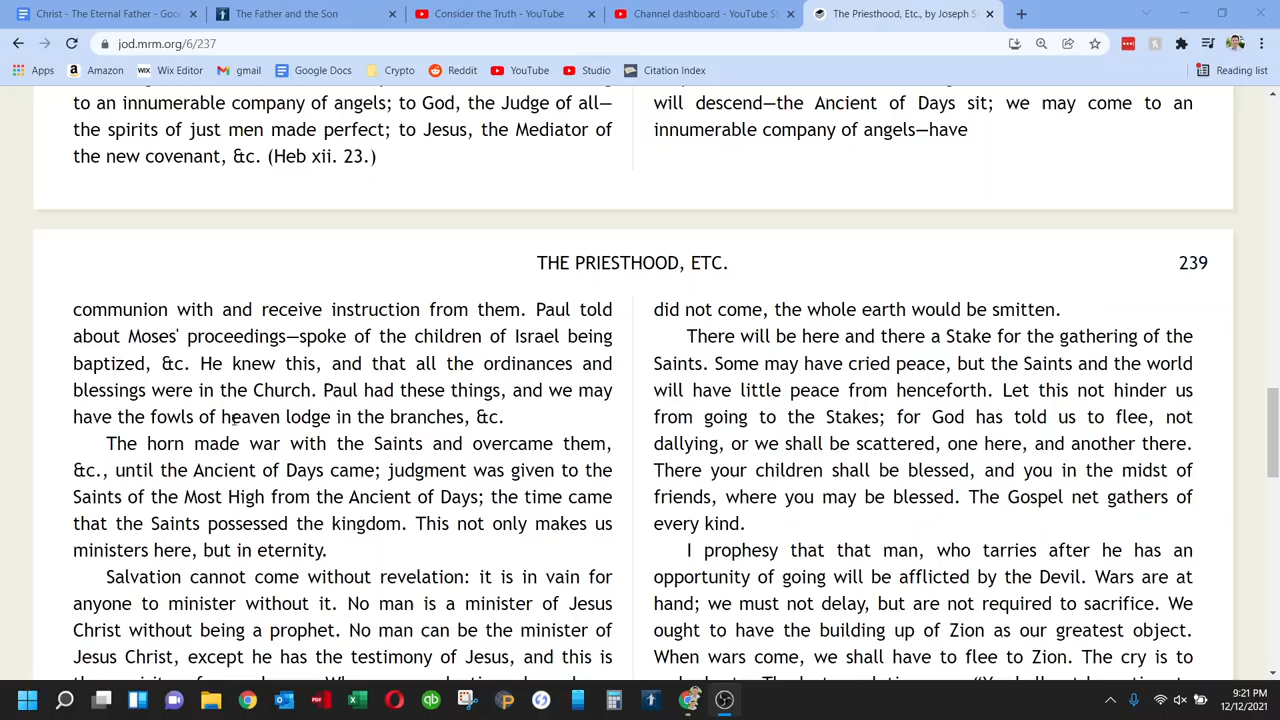 Christ - The Eternal Father - Goo
The Father and the Son
Consider the Truth - YouTube
Channel dashboard - YouTube St
The Priesthood, Etc., by Joseph S
jod.mrm.org/6/237
Apps
Amazon
WIX Wix Editor
gmail
Google Docs
Crypto
Reddit
YouTube
Studio
Citation Index
Reading list
to an innumerable company of angels; to God, the Judge of all—
the spirits of just men made perfect; to Jesus, the Mediator of
the new covenant, &c. (Heb xii. 23.)
will descend—the Ancient of Days sit; we may come to an
innumerable company of angels—have
THE PRIESTHOOD, ETC.
239
communion with and receive instruction from them. Paul told
about Moses' proceedings—spoke of the children of Israel being
baptized, &c. He knew this, and that all the ordinances and
blessings were in the Church. Paul had these things, and we may
have the fowls of heaven lodge in the branches, &c.
The horn made war with the Saints and overcame them,
&c., until the Ancient of Days came; judgment was given to the
Saints of the Most High from the Ancient of Days; the time came
that the Saints possessed the kingdom. This not only makes us
ministers here, but in eternity.
Salvation cannot come without revelation: it is in vain for
anyone to minister without it. No man is a minister of Jesus
Christ without being a prophet. No man can be the minister of
Jesus Christ, except he has the testimony of Jesus, and this is
did not come, the whole earth would be smitten.
There will be here and there a Stake for the gathering of the
Saints. Some may have cried peace, but the Saints and the world
will have little peace from henceforth. Let this not hinder us
from going to the Stakes; for God has told us to flee, not
dallying, or we shall be scattered, one here, and another there.
There your children shall be blessed, and you in the midst of
friends, where you may be blessed. The Gospel net gathers of
every kind.
I prophesy that that man, who tarries after he has an
opportunity of going will be afflicted by the Devil. Wars are at
hand; we must not delay, but are not required to sacrifice. We
ought to have the building up of Zion as our greatest object.
When wars come, we shall have to flee to Zion. The cry is to
9:21 PM
12/12/2021